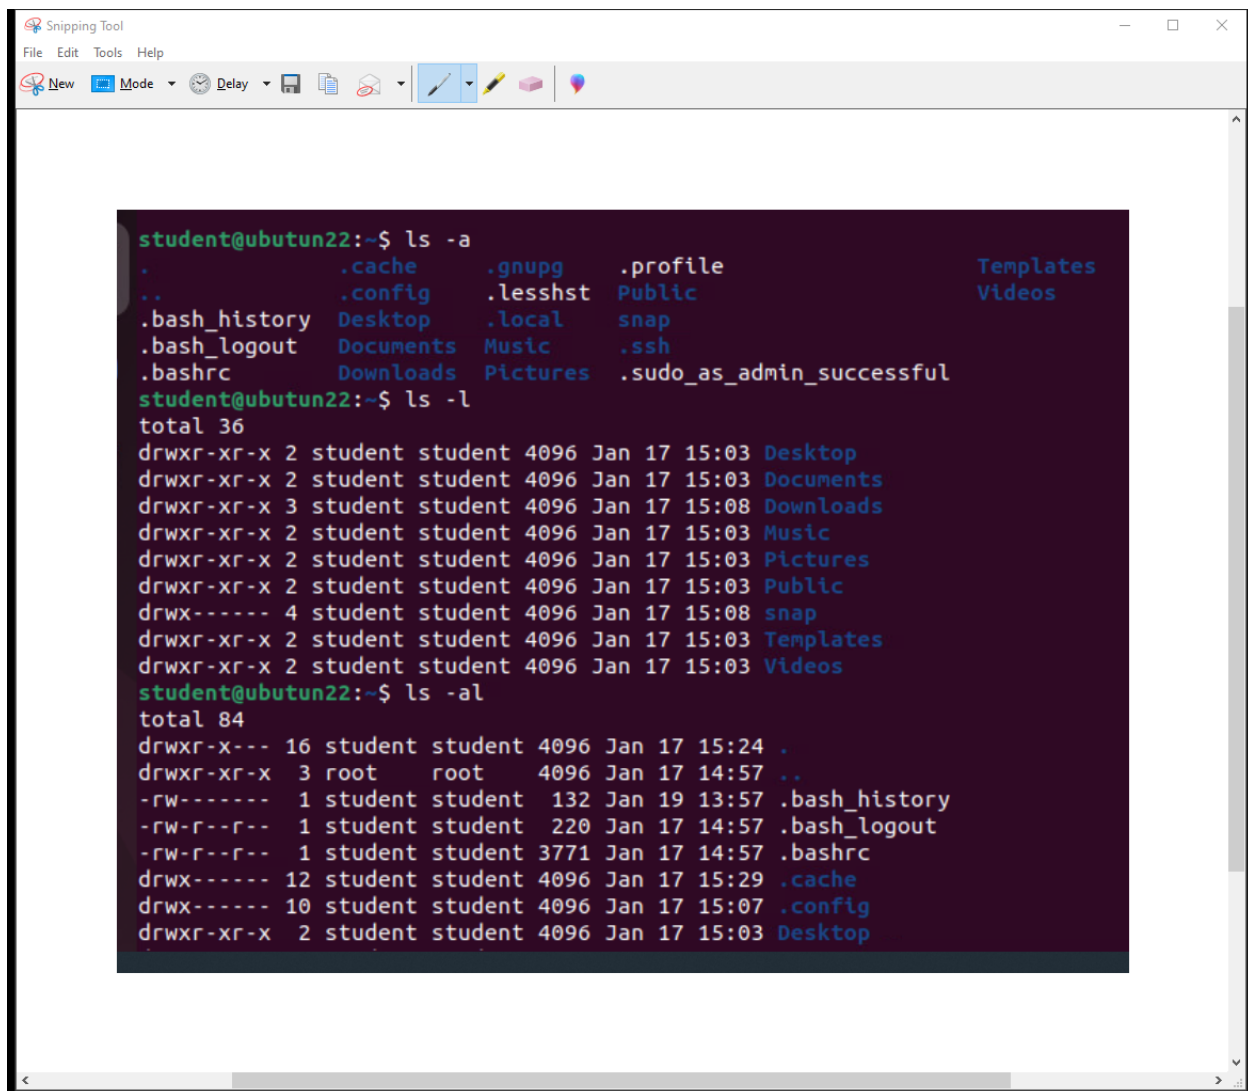 Snipping Tool
File Edit Tools Help
New Mode Delay
student@ubutun22:~$ ls -a
. .cache .gnupg .profile Templates
.. .config .lesshst Public Videos
.bash_history Desktop .local snap
.bash_logout Documents Music .ssh
.bashrc Downloads Pictures .sudo_as_admin_successful
student@ubutun22:~$ ls -l
total 36
drwxr-xr-x 2 student student 4096 Jan 17 15:03 Desktop
drwxr-xr-x 2 student student 4096 Jan 17 15:03 Documents
drwxr-xr-x 3 student student 4096 Jan 17 15:08 Downloads
drwxr-xr-x 2 student student 4096 Jan 17 15:03 Music
drwxr-xr-x 2 student student 4096 Jan 17 15:03 Pictures
drwxr-xr-x 2 student student 4096 Jan 17 15:03 Public
drwx------ 4 student student 4096 Jan 17 15:08 snap
drwxr-xr-x 2 student student 4096 Jan 17 15:03 Templates
drwxr-xr-x 2 student student 4096 Jan 17 15:03 Videos
student@ubutun22:~$ ls -al
total 84
drwxr-x--- 16 student student 4096 Jan 17 15:24 .
drwxr-xr-x 3 root root 4096 Jan 17 14:57 ..
-rw------- 1 student student 132 Jan 19 13:57 .bash_history
-rw-r--r-- 1 student student 220 Jan 17 14:57 .bash_logout
-rw-r--r-- 1 student student 3771 Jan 17 14:57 .bashrc
drwx------ 12 student student 4096 Jan 17 15:29 .cache
drwx------ 10 student student 4096 Jan 17 15:07 .config
drwxr-xr-x 2 student student 4096 Jan 17 15:03 Desktop